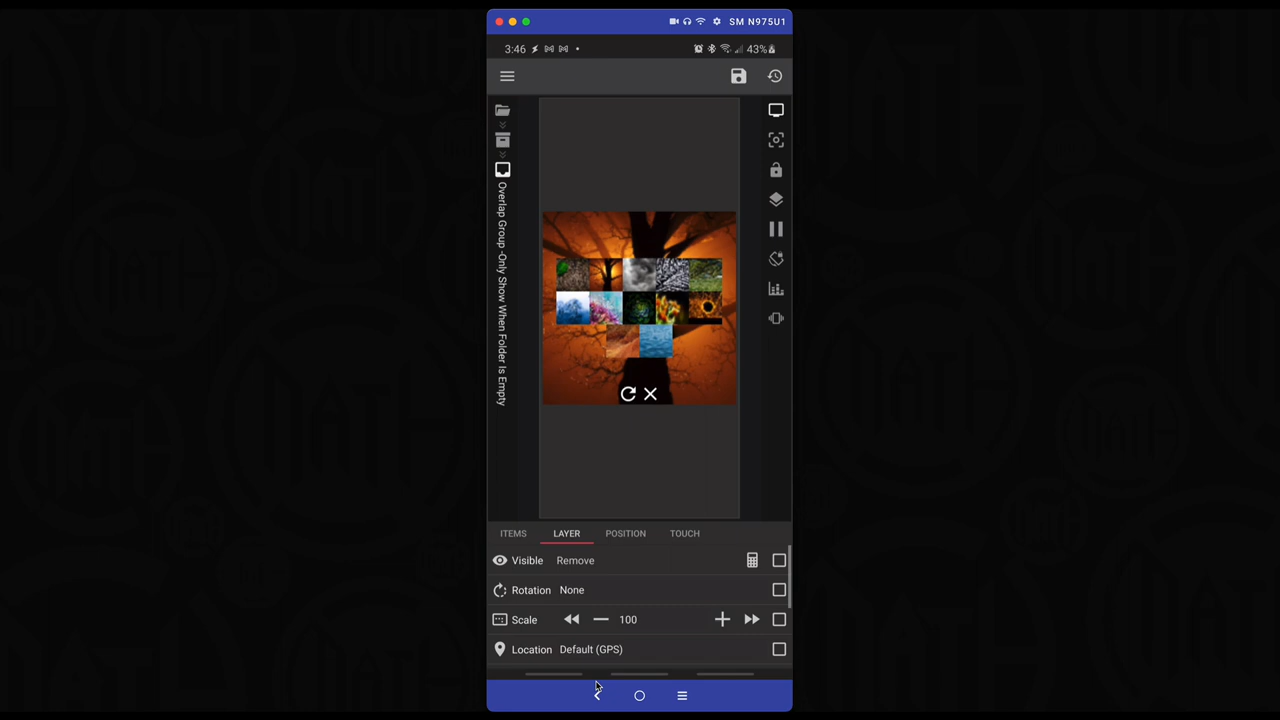 SM N975U1
3:46
43%
Overlap Group -Only Show When Folder Is Empty
ITEMS LAYER POSITION TOUCH
Visible Remove
Rotation None
Scale 100
Location Default (GPS)